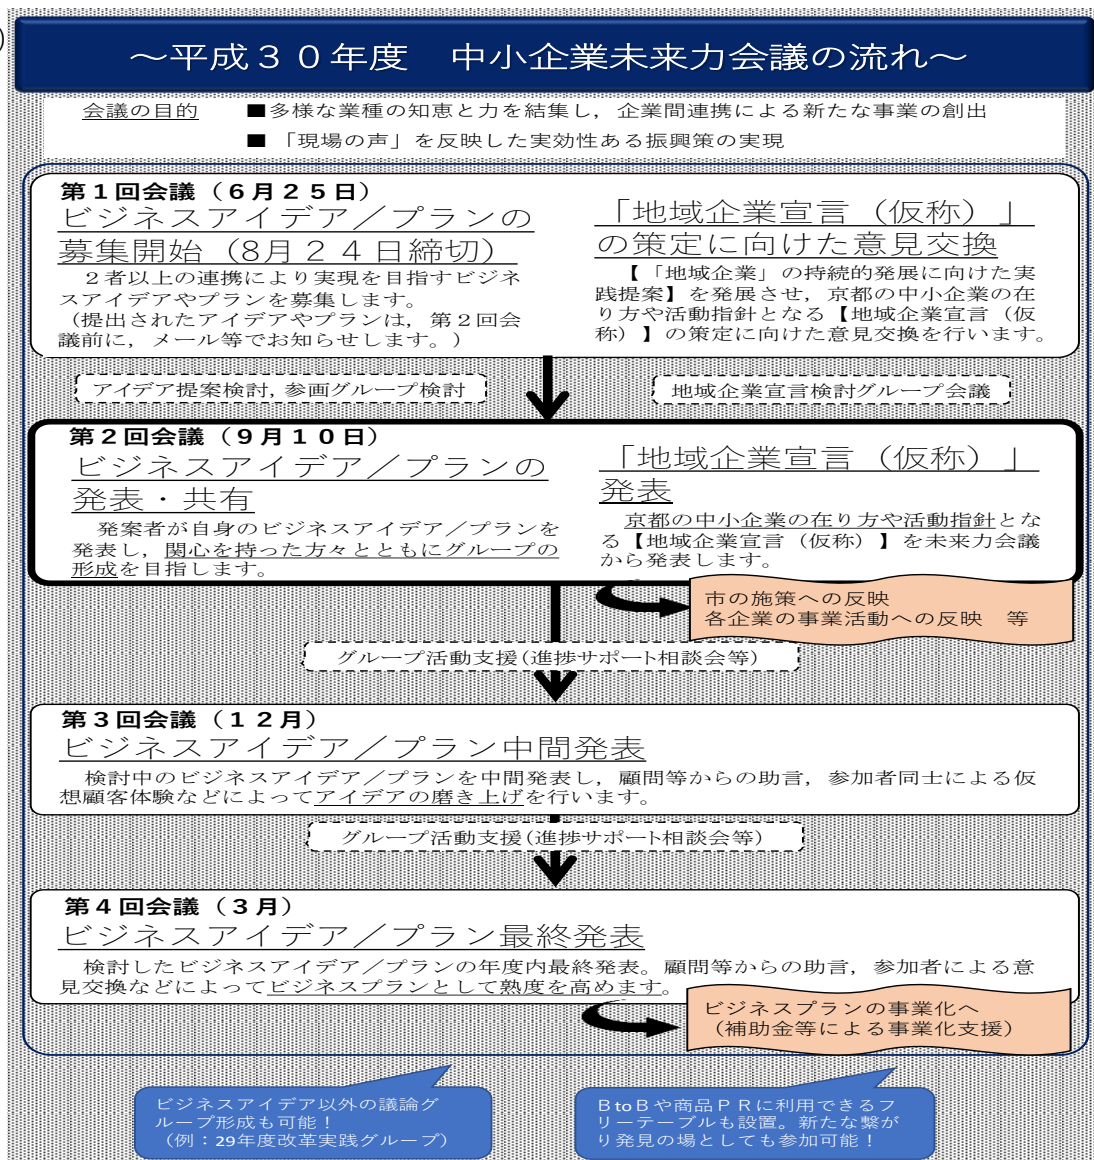 )
～平成３０年度　中小企業未来力会議の流れ～
会議の目的　■多様な業種の知恵と力を結集し，企業間連携による新たな事業の創出
■ 「現場の声」を反映した実効性ある振興策の実現
第１回会議（６月２５日）
ビジネスアイデア／プランの
募集開始（8月２４日締切）
２者以上の連携により実現を目指すビジネ
スアイデアやプランを募集します。
（提出されたアイデアやプランは，第２回会
議前に，メール等でお知らせします。）
「地域企業宣言（仮称）」
の策定に向けた意見交換
【「地域企業」の持続的発展に向けた実
践提案】を発展させ，京都の中小企業の在
り方や活動指針となる【地域企業宣言（仮
称）】の策定に向けた意見交換を行います。
アイデア提案検討，参画グループ検討
地域企業宣言検討グループ会議
第２回会議（９月１０日）
ビジネスアイデア／プランの
発表・共有
発案者が自身のビジネスアイデア／プランを
発表し，関心を持った方々とともにグループの
形成を目指します。
「地域企業宣言（仮称）」
発表
京都の中小企業の在り方や活動指針とな
る【地域企業宣言（仮称）】を未来力会議
から発表します。
市の施策への反映
各企業の事業活動への反映　等
グループ活動支援（進捗サポート相談会等）
第３回会議（１２月）
ビジネスアイデア／プラン中間発表
検討中のビジネスアイデア／プランを中間発表し，顧問等からの助言，参加者同士による仮
想顧客体験などによってアイデアの磨き上げを行います。
グループ活動支援（進捗サポート相談会等）
第４回会議（３月）
ビジネスアイデア／プラン最終発表
検討したビジネスアイデア／プランの年度内最終発表。顧問等からの助言，参加者による意
見交換などによってビジネスプランとして熟度を高めます。
ビジネスプランの事業化へ
（補助金等による事業化支援）
ビジネスアイデア以外の議論グ
ループ形成も可能！
（例：29年度改革実践グループ）
ＢtoＢや商品ＰＲに利用できるフ
リーテーブルも設置。新たな繋が
り発見の場としても参加可能！